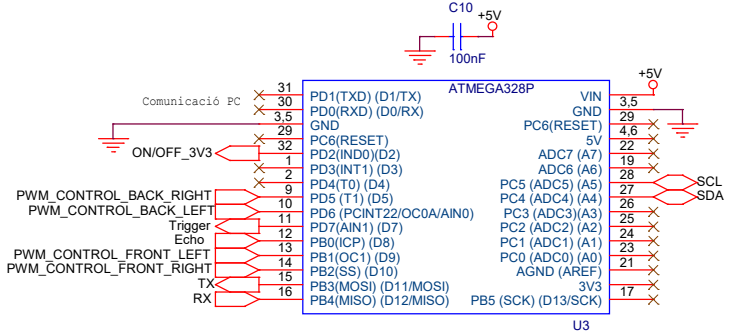 C10
+5V
100nF
ATMEGA328P
+5V
Comunicació PC
31 PD1(TXD) (D1/TX) VIN
30 PD0(RXD) (D0/RX) GND 3,5
3,5 GND PC6(RESET) 29
29 PC6(RESET) 5V 4,6
ON/OFF_3V3 32 PD2(IND0)(D2) ADC7 (A7) 22
1 PD3(INT1) (D3) ADC6 (A6) 19
2 PD4(T0) (D4) PC5 (ADC5) (A5) 28 SCL
PWM_CONTROL_BACK_RIGHT 9 PD5 (T1) (D5) PC4 (ADC4) (A4) 27 SDA
PWM_CONTROL_BACK_LEFT 10 PD6 (PCINT22/OC0A/AIN0) PC3 (ADC3)(A3) 26
Trigger 11 PD7(AIN1) (D7) PC2 (ADC2) (A2) 25
Echo 12 PB0(ICP) (D8) PC1 (ADC1) (A1) 24
PWM_CONTROL_FRONT_LEFT 13 PB1(OC1) (D9) PC0 (ADC0) (A0) 23
PWM_CONTROL_FRONT_RIGHT 14 PB2(SS) (D10) AGND (AREF) 21
TX 15 PB3(MOSI) (D11/MOSI) 3V3
RX 16 PB4(MISO) (D12/MISO) PB5 (SCK) (D13/SCK) 17
U3